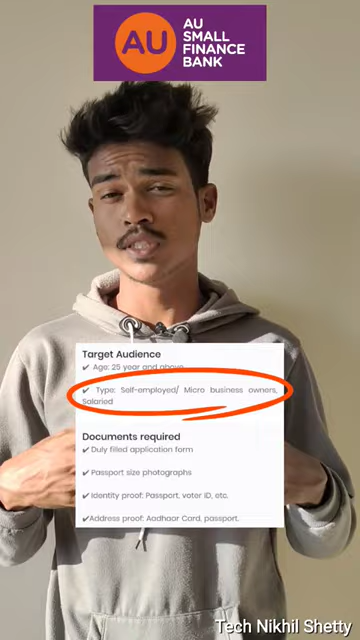 AU
AU
SMALL
FINANCE
BANK
Target Audience
✔ Age: 25 year and above
✔ Type: Self-employed/ Micro business owners,
Salaried
Documents required
✔ Duly filled application form
✔ Passport size photographs
✔ Identity proof: Passport, voter ID, etc.
✔Address proof: Aadhaar Card, passport,
Tech Nikhil Shetty